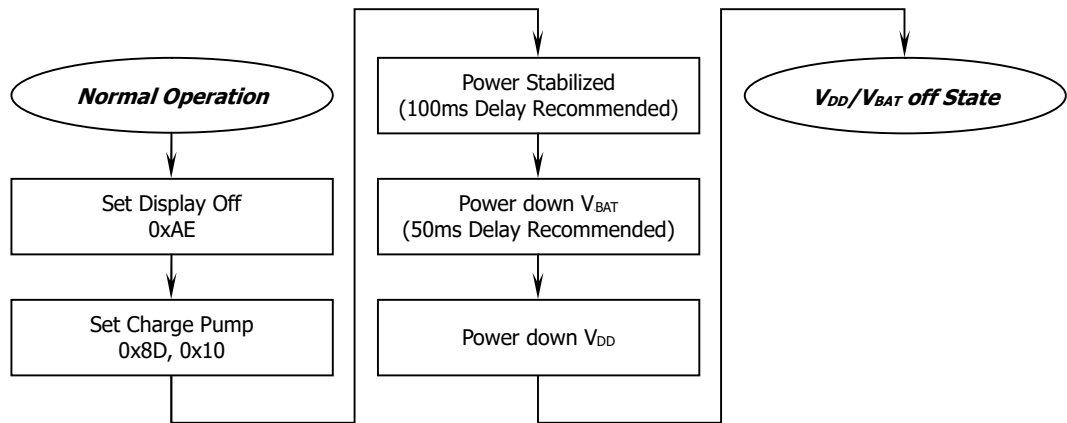 Normal Operation
Set Display Off
0xAE
Set Charge Pump
0x8D, 0x10
Power Stabilized
(100ms Delay Recommended)
Power down VBAT
(50ms Delay Recommended)
Power down VDD
VDD/VBAT off State